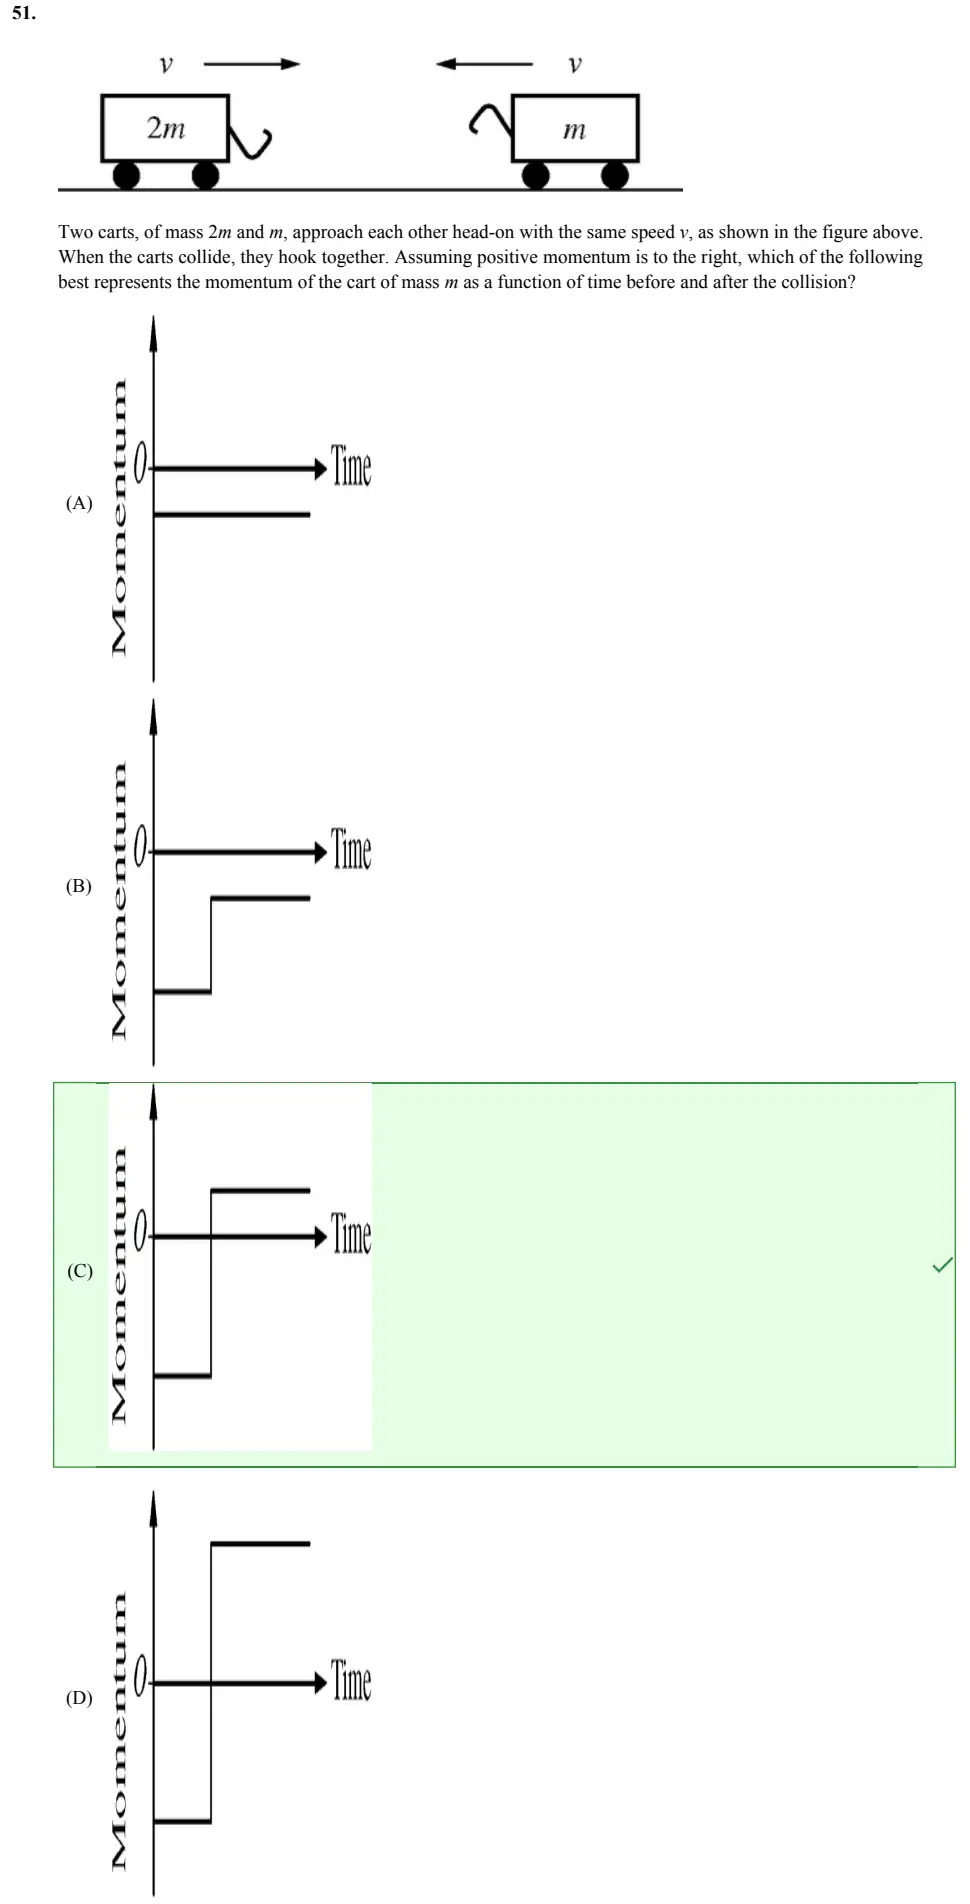 51.
v v
2m m
Two carts, of mass 2m and m, approach each other head-on with the same speed v, as shown in the figure above.
When the carts collide, they hook together. Assuming positive momentum is to the right, which of the following
best represents the momentum of the cart of mass m as a function of time before and after the collision?
(A)
Momentum
0
Time
(B)
Momentum
0
Time
(C)
Momentum
0
Time
(D)
Momentum
0
Time